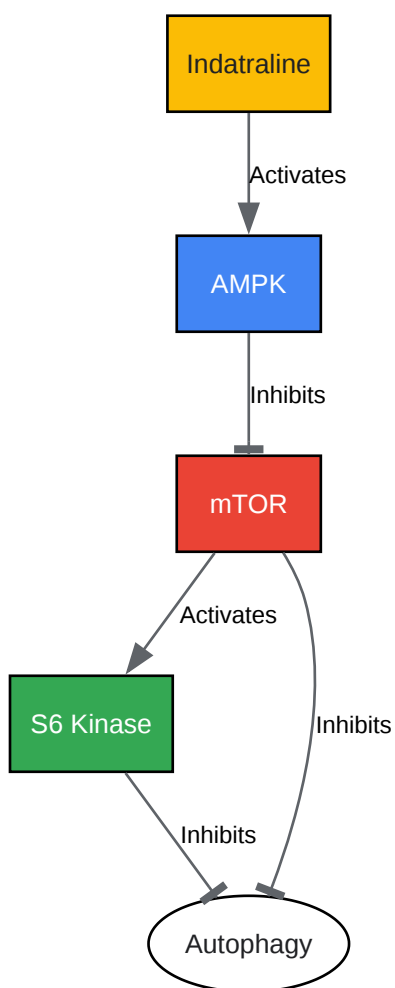 Indatraline
Activates
AMPK
Inhibits
mTOR
Activates
S6 Kinase
Inhibits
Inhibits
Autophagy